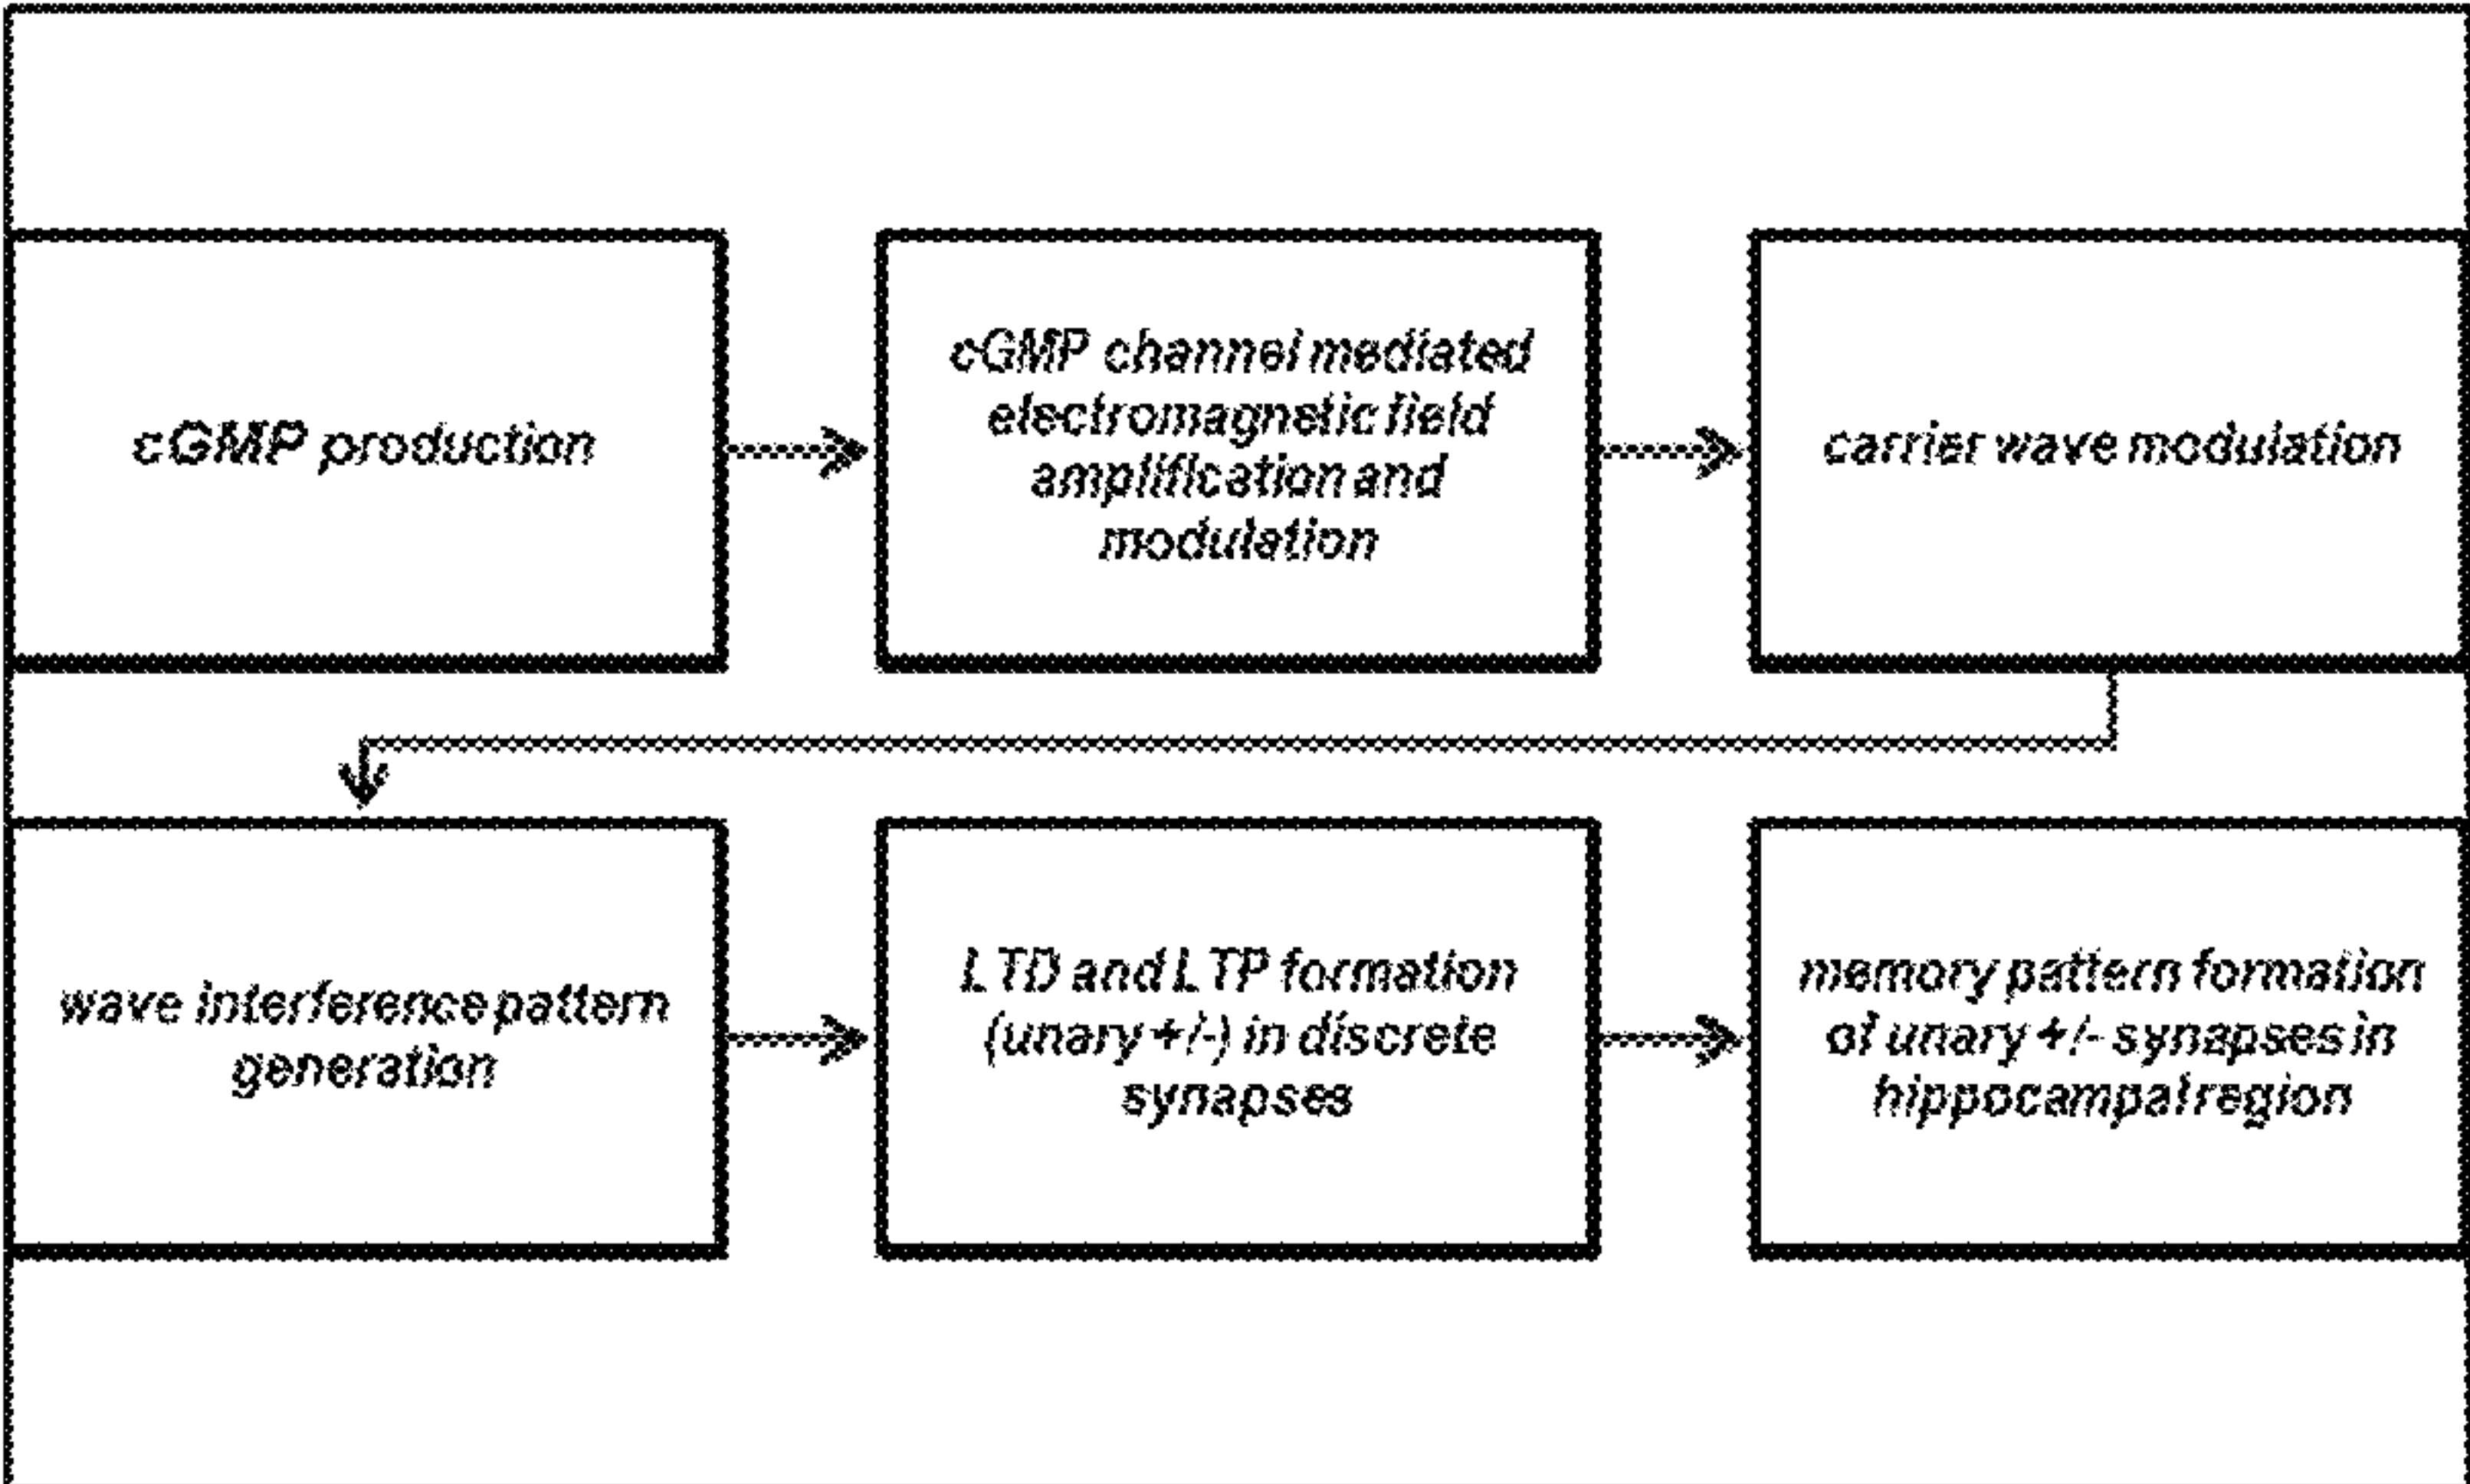 cGMP production
cGMP channel mediated
electromagnetic field
amplification and
modulation
carrier wave modulation
wave interference pattern
generation
LTD and LTP formation
(unary +/-) in discrete
synapses
memory pattern formation
of unary +/- synapses in
hippocampal region